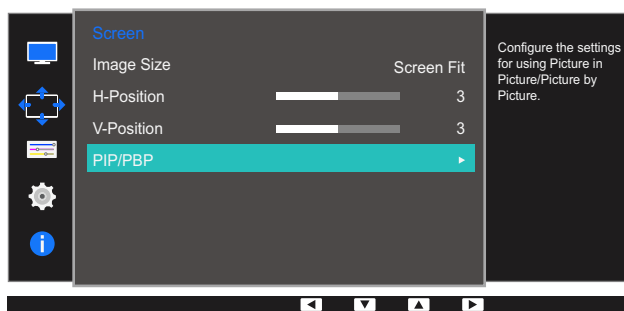 Screen
Image Size Screen Fit
H-Position 3
V-Position 3
PIP/PBP
Configure the settings
for using Picture in
Picture/Picture by
Picture.